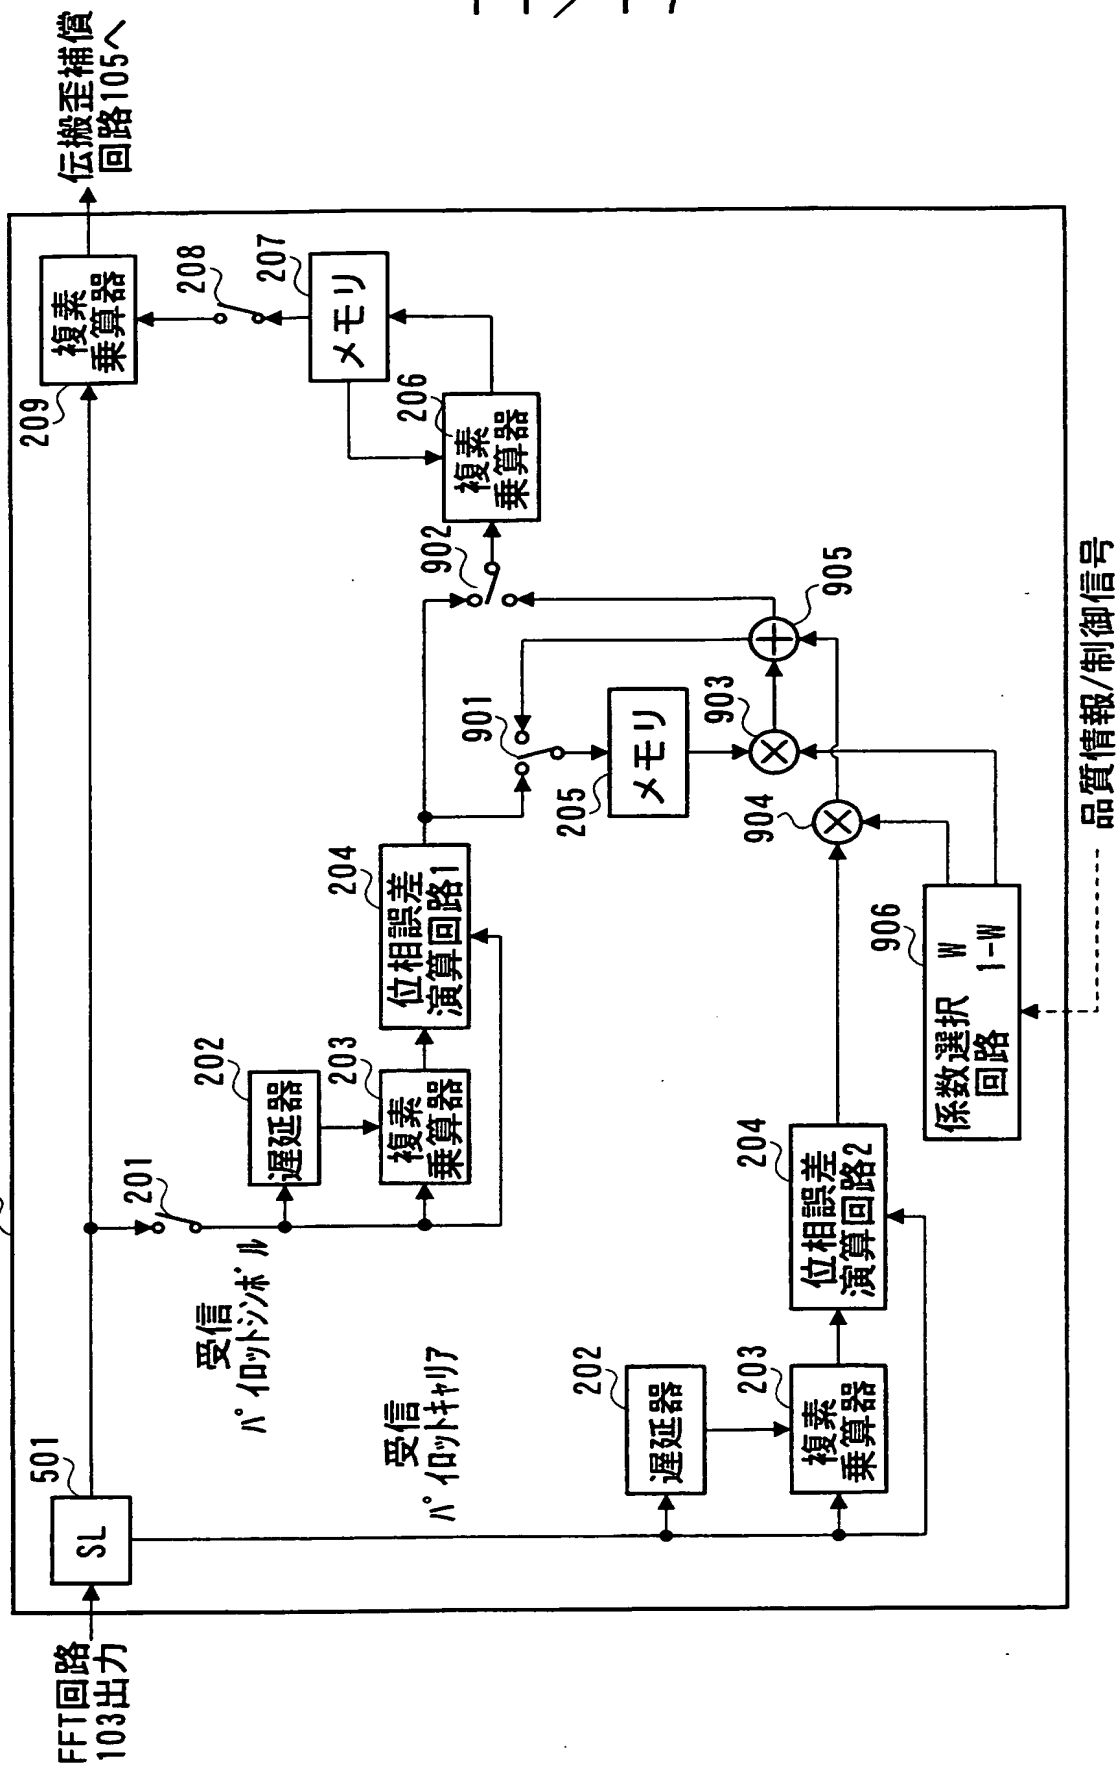 FFT回路
103出力
SL
501
受信
パイロットシンボル
受信
パイロットキャリア
201
遅延器
202
複素
乗算器
203
位相誤差
演算回路1
204
遅延器
202
複素
乗算器
203
位相誤差
演算回路2
204
係数選択
回路
W
1-W
906
品質情報/制御信号
901
メモリ
205
903
904
905
902
複素
乗算器
206
メモリ
207
208
複素
乗算器
209
伝搬歪補償
回路105へ